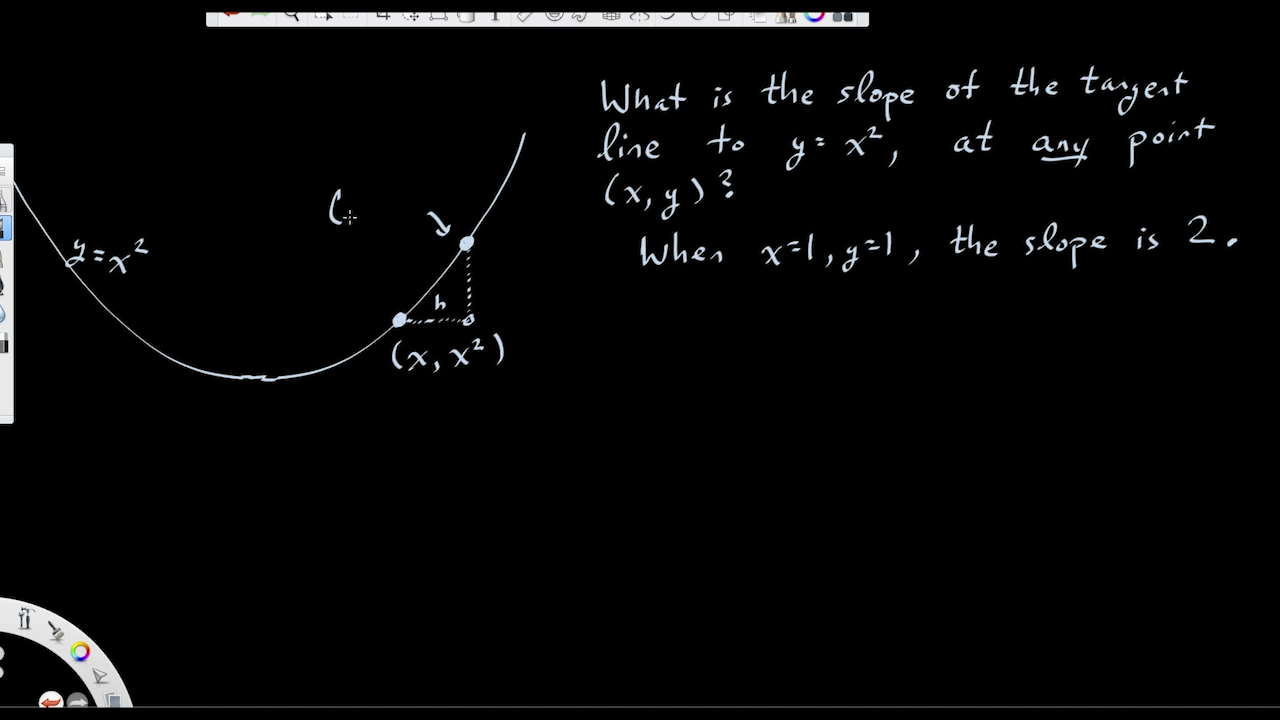 What is the slope of the tangent
line to y = x², at any point
(x, y)?
When x=1, y=1, the slope is 2.
(
y = x²
h
(x, x²)